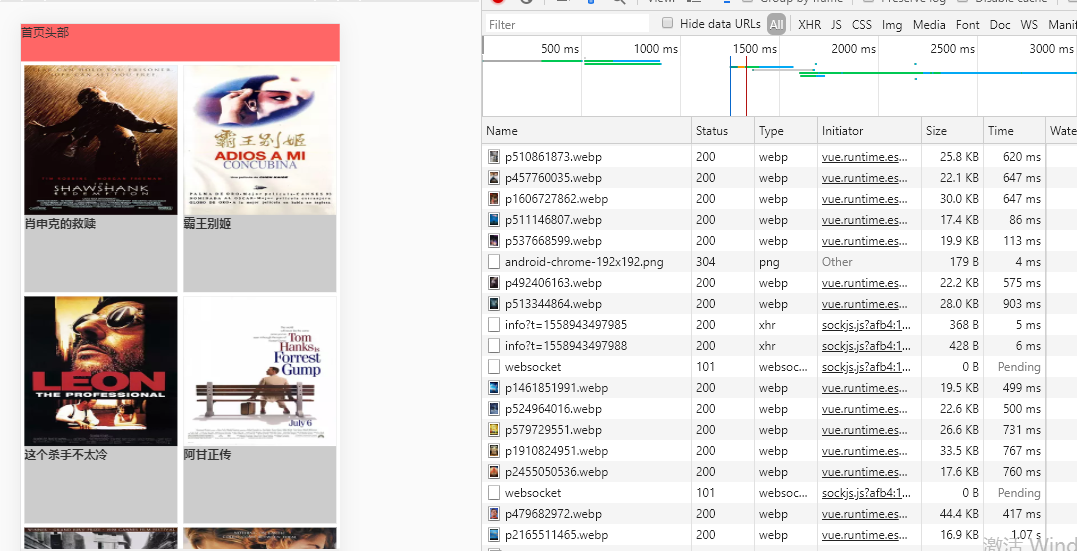 首页头部
THE SHAWSHANK REDEMPTION
肖申克的救赎
霸王别姬
ADIOS A MI
CONCUBINA
霸王别姬
LEON
THE PROFESSIONAL
这个杀手不太冷
Tom
Hanks is
Forrest
Gump
July 6
阿甘正传
Filter
Hide data URLs
All XHR JS CSS Img Media Font Doc WS Manif
500 ms 1000 ms 1500 ms 2000 ms 2500 ms 3000 ms
Name Status Type Initiator Size Time Wate
p510861873.webp 200 webp vue.runtime.es... 25.8 KB 620 ms
p457760035.webp 200 webp vue.runtime.es... 22.1 KB 647 ms
p1606727862.webp 200 webp vue.runtime.es... 30.0 KB 647 ms
p511146807.webp 200 webp vue.runtime.es... 17.4 KB 86 ms
p537668599.webp 200 webp vue.runtime.es... 19.9 KB 113 ms
android-chrome-192x192.png 304 png Other 179 B 4 ms
p492406163.webp 200 webp vue.runtime.es... 22.2 KB 575 ms
p513344864.webp 200 webp vue.runtime.es... 28.0 KB 903 ms
info?t=1558943497985 200 xhr sockjs.js?afb4:1... 368 B 5 ms
info?t=1558943497988 200 xhr sockjs.js?afb4:1... 428 B 6 ms
websocket 101 websoc... sockjs.js?afb4:1... 0 B Pending
p1461851991.webp 200 webp vue.runtime.es... 19.5 KB 499 ms
p524964016.webp 200 webp vue.runtime.es... 22.6 KB 500 ms
p579729551.webp 200 webp vue.runtime.es... 26.6 KB 731 ms
p1910824951.webp 200 webp vue.runtime.es... 33.5 KB 767 ms
p2455050536.webp 200 webp vue.runtime.es... 17.6 KB 760 ms
websocket 101 websoc... sockjs.js?afb4:1... 0 B Pending
p479682972.webp 200 webp vue.runtime.es... 44.4 KB 417 ms
p2165511465.webp 200 webp vue.runtime.es... 16.9 KB 1.07 s
激活 Wind